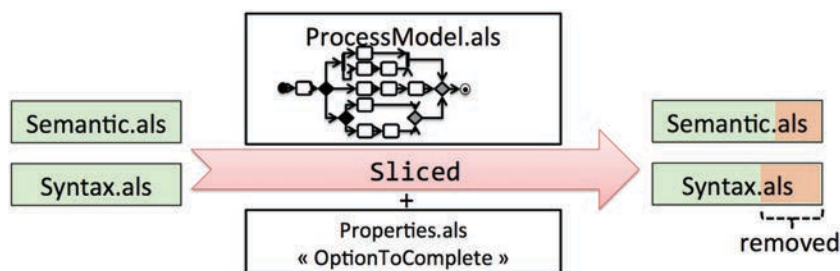 ProcessModel.als
Semantic.als
Syntax.als
Sliced
+
Properties.als
« OptionToComplete »
Semantic.als
Syntax.als
removed